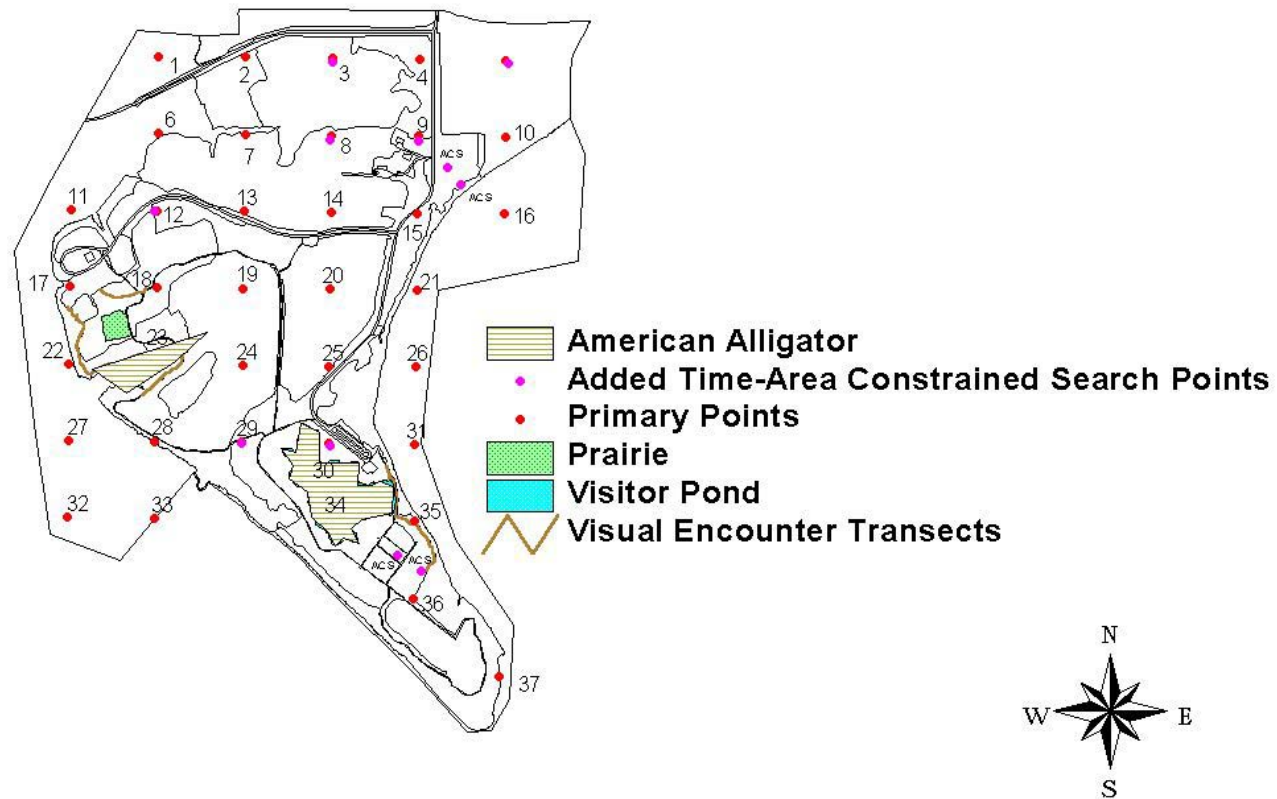 1
2
3
4
6
7
8
9
10
ACS
ACS
11
12
13
14
15
16
17
18
19
20
21
22
23
24
25
26
27
28
29
30
31
32
33
34
35
ACS
ACS
36
37
American Alligator
Added Time-Area Constrained Search Points
Primary Points
Prairie
Visitor Pond
Visual Encounter Transects
N
W
E
S